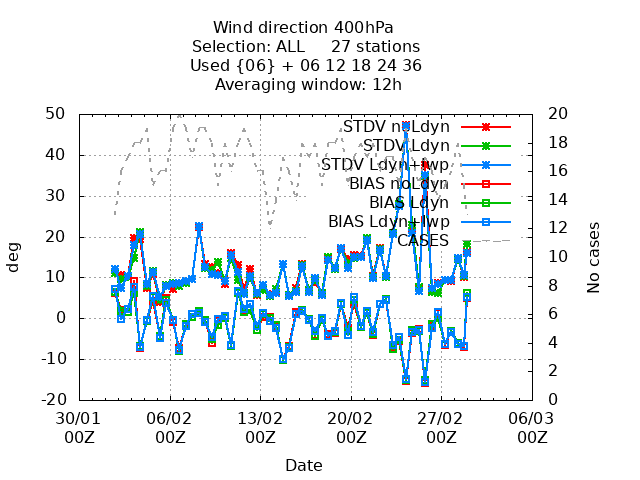 Wind direction 400hPa
Selection: ALL 27 stations
Used {06} + 06 12 18 24 36
Averaging window: 12h
50 20
STDV noLdyn
18
40 STDV Ldyn
16
STDV Ldyn+lwp
30 BIAS noLdyn
14
BIAS Ldyn
BIAS Ldyn+lwp
12
20 CASES
10
10
8
0 6
4
-10
2
-20 0
deg
No cases
30/01 06/02 13/02 20/02 27/02 06/03
00Z 00Z 00Z 00Z 00Z 00Z
Date